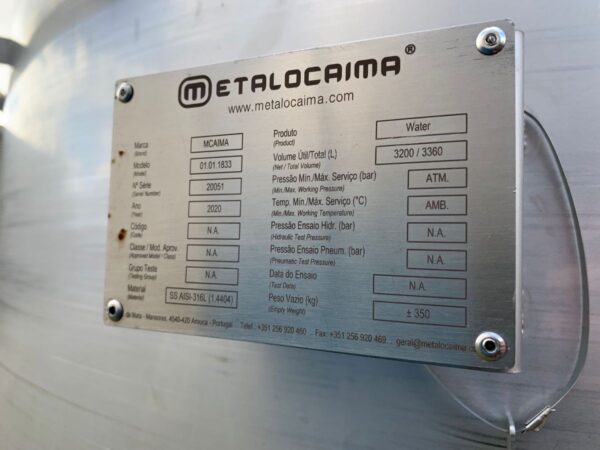 METALOCAIMA®
www.metalocaima.com
Marca MCAIMA
(Brand)
Modelo 01.01.1833
(Model)
Nº Série 20051
(Serial Number)
Ano 2020
(Year)
Código N.A.
(Code)
Classe / Mod. Aprov. N.A.
(Approved Model / Class)
Grupo Teste N.A.
(Testing Group)
Material SS AISI-316L (1.4404)
(Material)
Produto Water
(Product)
Volume Útil/Total (L) 3200 / 3360
(Net / Total Volume)
Pressão Min./Máx. Serviço (bar) ATM.
(Min./Max. Working Pressure)
Temp. Min./Máx. Serviço (°C) AMB.
(Min./Max. Working Temperature)
Pressão Ensaio Hidr. (bar) N.A.
(Hidraulic Test Pressure)
Pressão Ensaio Pneum. (bar) N.A.
(Pneumatic Test Pressure)
Data do Ensaio N.A.
(Test Data)
Peso Vazio (kg) ± 350
(Empty Weight)
da Mata - Mansores, 4540-420 Arouca - Portugal Telef.: +351 256 920 460 Fax: +351 256 920 469 geral@metalocaima